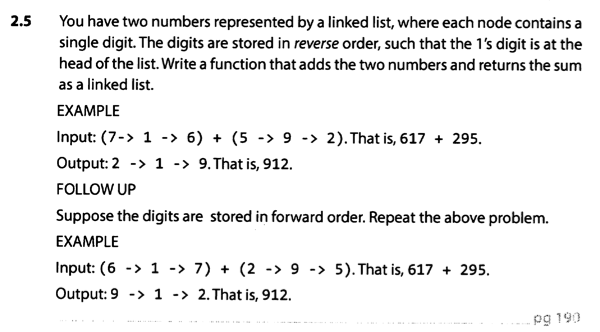 2.5 You have two numbers represented by a linked list, where each node contains a
single digit. The digits are stored in reverse order, such that the 1's digit is at the
head of the list. Write a function that adds the two numbers and returns the sum
as a linked list.
EXAMPLE
Input: (7-> 1 -> 6) + (5 -> 9 -> 2). That is, 617 + 295.
Output: 2 -> 1 -> 9. That is, 912.
FOLLOW UP
Suppose the digits are stored in forward order. Repeat the above problem.
EXAMPLE
Input: (6 -> 1 -> 7) + (2 -> 9 -> 5). That is, 617 + 295.
Output: 9 -> 1 -> 2. That is, 912.
pg 190